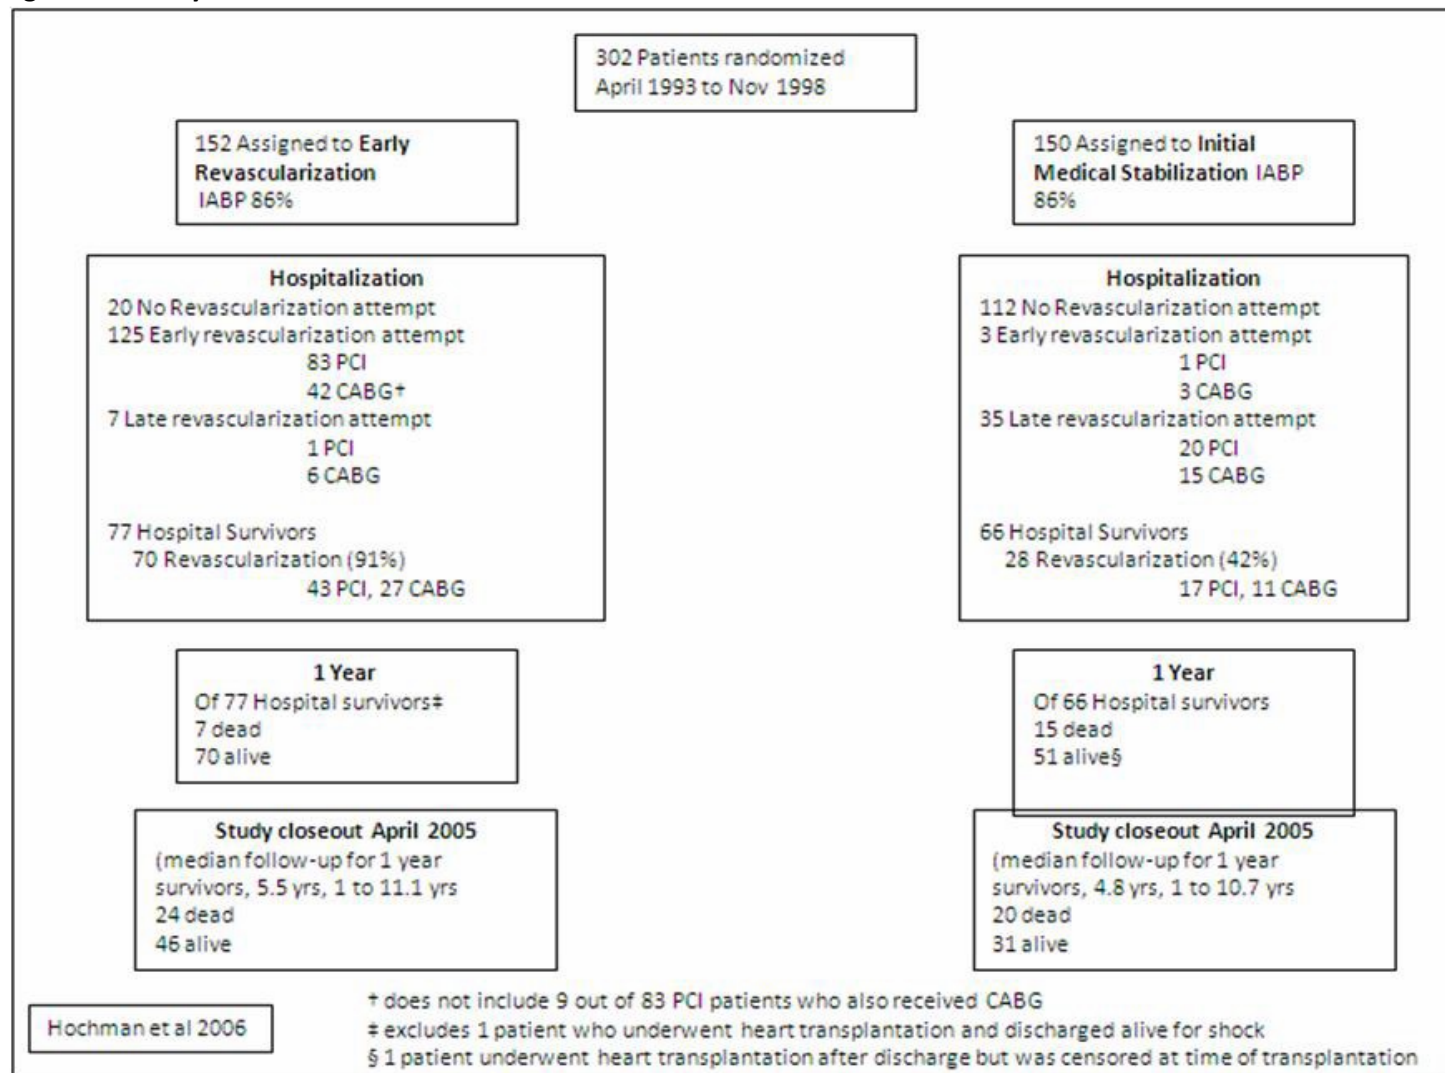 302 Patients randomized
April 1993 to Nov 1998
152 Assigned to Early
Revascularization
IABP 86%
150 Assigned to Initial
Medical Stabilization IABP
86%
Hospitalization
20 No Revascularization attempt
125 Early revascularization attempt
83 PCI
42 CABG†
7 Late revascularization attempt
1 PCI
6 CABG
77 Hospital Survivors
70 Revascularization (91%)
43 PCI, 27 CABG
Hospitalization
112 No Revascularization attempt
3 Early revascularization attempt
1 PCI
3 CABG
35 Late revascularization attempt
20 PCI
15 CABG
66 Hospital Survivors
28 Revascularization (42%)
17 PCI, 11 CABG
1 Year
Of 77 Hospital survivors‡
7 dead
70 alive
1 Year
Of 66 Hospital survivors
15 dead
51 alive§
Study closeout April 2005
(median follow-up for 1 year
survivors, 5.5 yrs, 1 to 11.1 yrs
24 dead
46 alive
Study closeout April 2005
(median follow-up for 1 year
survivors, 4.8 yrs, 1 to 10.7 yrs
20 dead
31 alive
Hochman et al 2006
† does not include 9 out of 83 PCI patients who also received CABG
‡ excludes 1 patient who underwent heart transplantation and discharged alive for shock
§ 1 patient underwent heart transplantation after discharge but was censored at time of transplantation